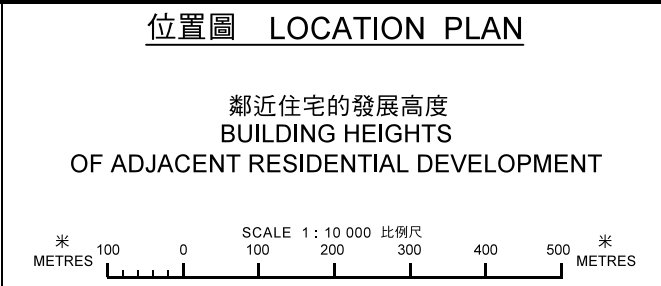 位置圖 LOCATION PLAN
鄰近住宅的發展高度
BUILDING HEIGHTS
OF ADJACENT RESIDENTIAL DEVELOPMENT
SCALE 1 : 10 000 比例尺
米 METRES 100 0 100 200 300 400 500 米 METRES